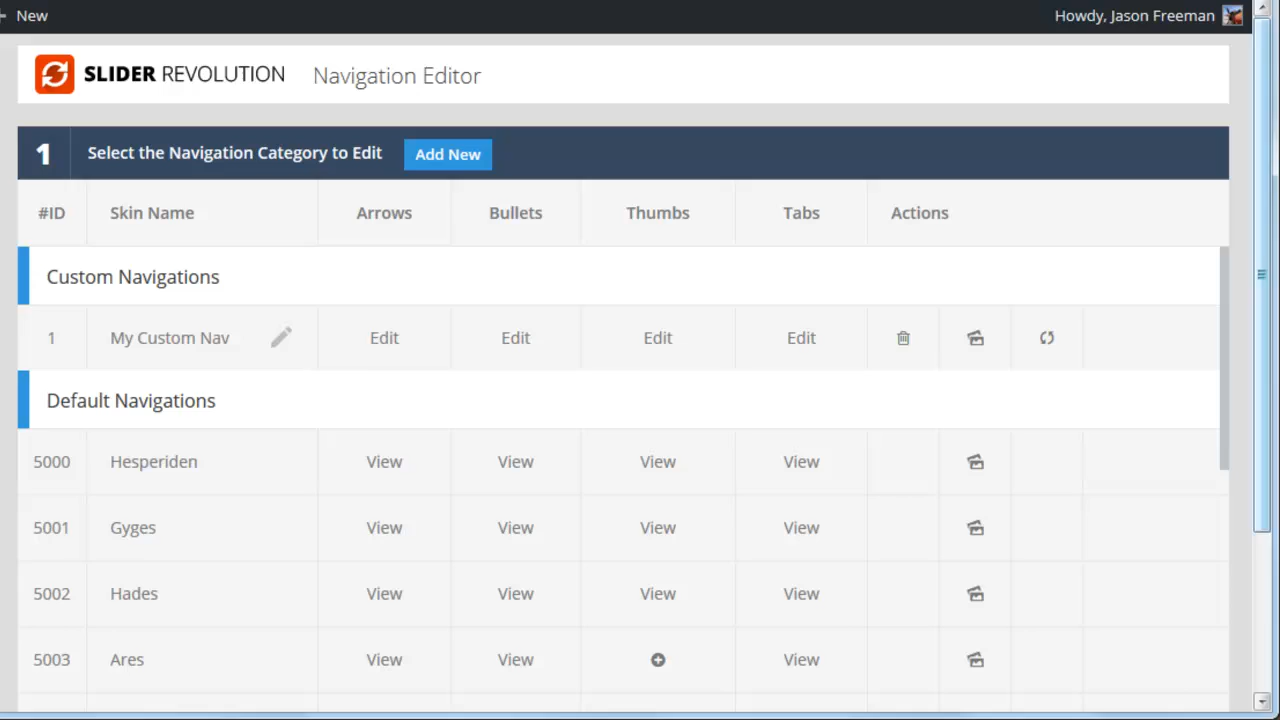 New
Howdy, Jason Freeman
SLIDER REVOLUTION Navigation Editor
1 Select the Navigation Category to Edit Add New
#ID Skin Name Arrows Bullets Thumbs Tabs Actions
Custom Navigations
1 My Custom Nav Edit Edit Edit Edit
Default Navigations
5000 Hesperiden View View View View
5001 Gyges View View View View
5002 Hades View View View View
5003 Ares View View View